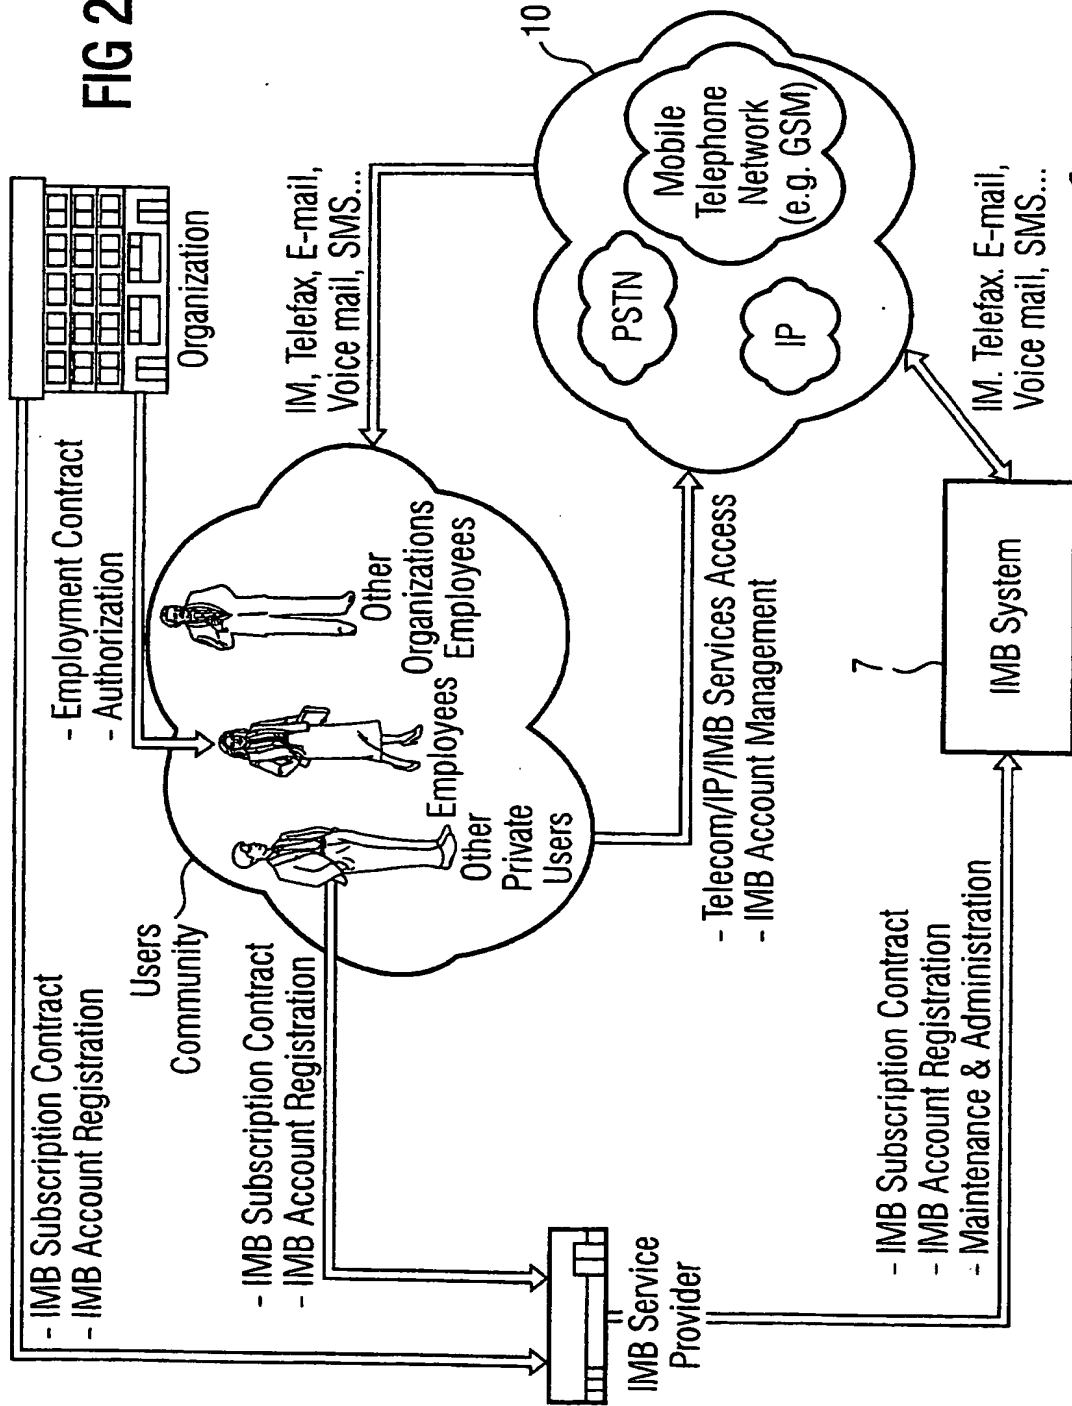 FIG 2
Organization
- IMB Subscription Contract
- IMB Account Registration
- Employment Contract
- Authorization
Users
Community
- IMB Subscription Contract
- IMB Account Registration
Other
Private
Users
Employees
Other
Organizations
Employees
IM, Telefax, E-mail,
Voice mail, SMS...
10
PSTN
IP
Mobile
Telephone
Network
(e.g. GSM)
- Telecom/IP/IMB Services Access
- IMB Account Management
IMB Service
Provider
- IMB Subscription Contract
- IMB Account Registration
- Maintenance & Administration
7
IMB System
IM. Telefax. E-mail,
Voice mail, SMS...